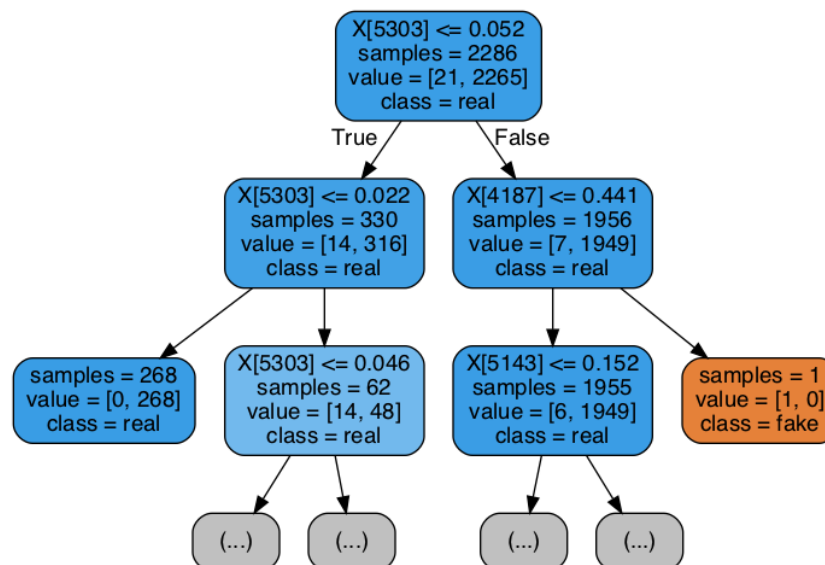 X[5303] <= 0.052
samples = 2286
value = [21, 2265]
class = real
True
False
X[5303] <= 0.022
samples = 330
value = [14, 316]
class = real
X[4187] <= 0.441
samples = 1956
value = [7, 1949]
class = real
samples = 268
value = [0, 268]
class = real
X[5303] <= 0.046
samples = 62
value = [14, 48]
class = real
X[5143] <= 0.152
samples = 1955
value = [6, 1949]
class = real
samples = 1
value = [1, 0]
class = fake
(...)
(...)
(...)
(...)